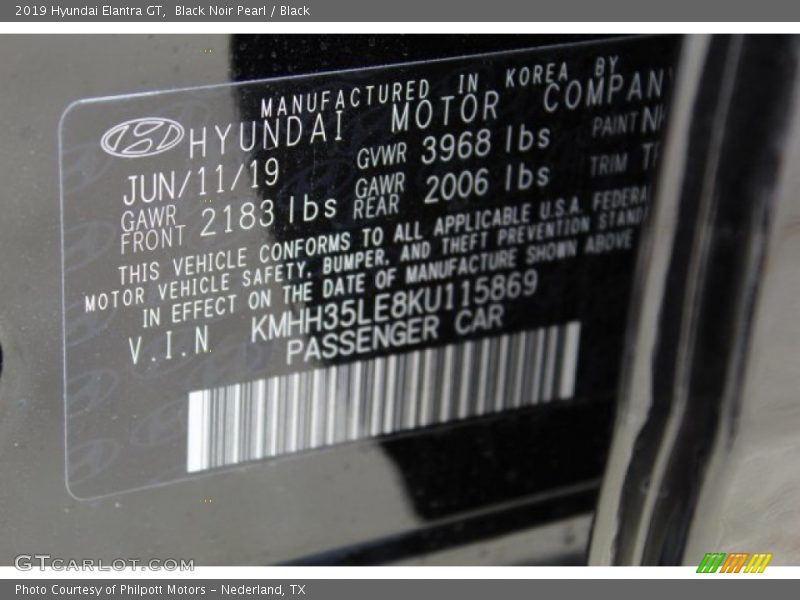 2019 Hyundai Elantra GT, Black Noir Pearl / Black
MANUFACTURED IN KOREA BY
HYUNDAI MOTOR COMPANY
JUN/11/19 GVWR 3968 lbs PAINT
GAWR FRONT 2183 lbs GAWR REAR 2006 lbs TRIM
THIS VEHICLE CONFORMS TO ALL APPLICABLE U.S.A. FEDERA
MOTOR VEHICLE SAFETY, BUMPER, AND THEFT PREVENTION STAND
IN EFFECT ON THE DATE OF MANUFACTURE SHOWN ABOVE
V.I.N KMHH35LE8KU115869
PASSENGER CAR
GTCARLOT.COM
Photo Courtesy of Philpott Motors - Nederland, TX